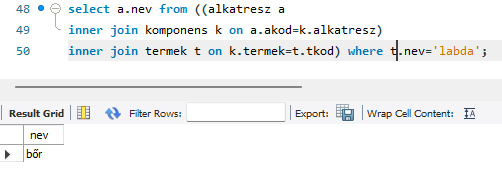 48 select a.nev from ((alkatresz a
49 inner join komponens k on a.akod=k.alkatresz)
50 inner join termek t on k.termek=t.tkod) where t.nev='labda';
Result Grid Filter Rows: Export: Wrap Cell Content: IA
nev
bőr